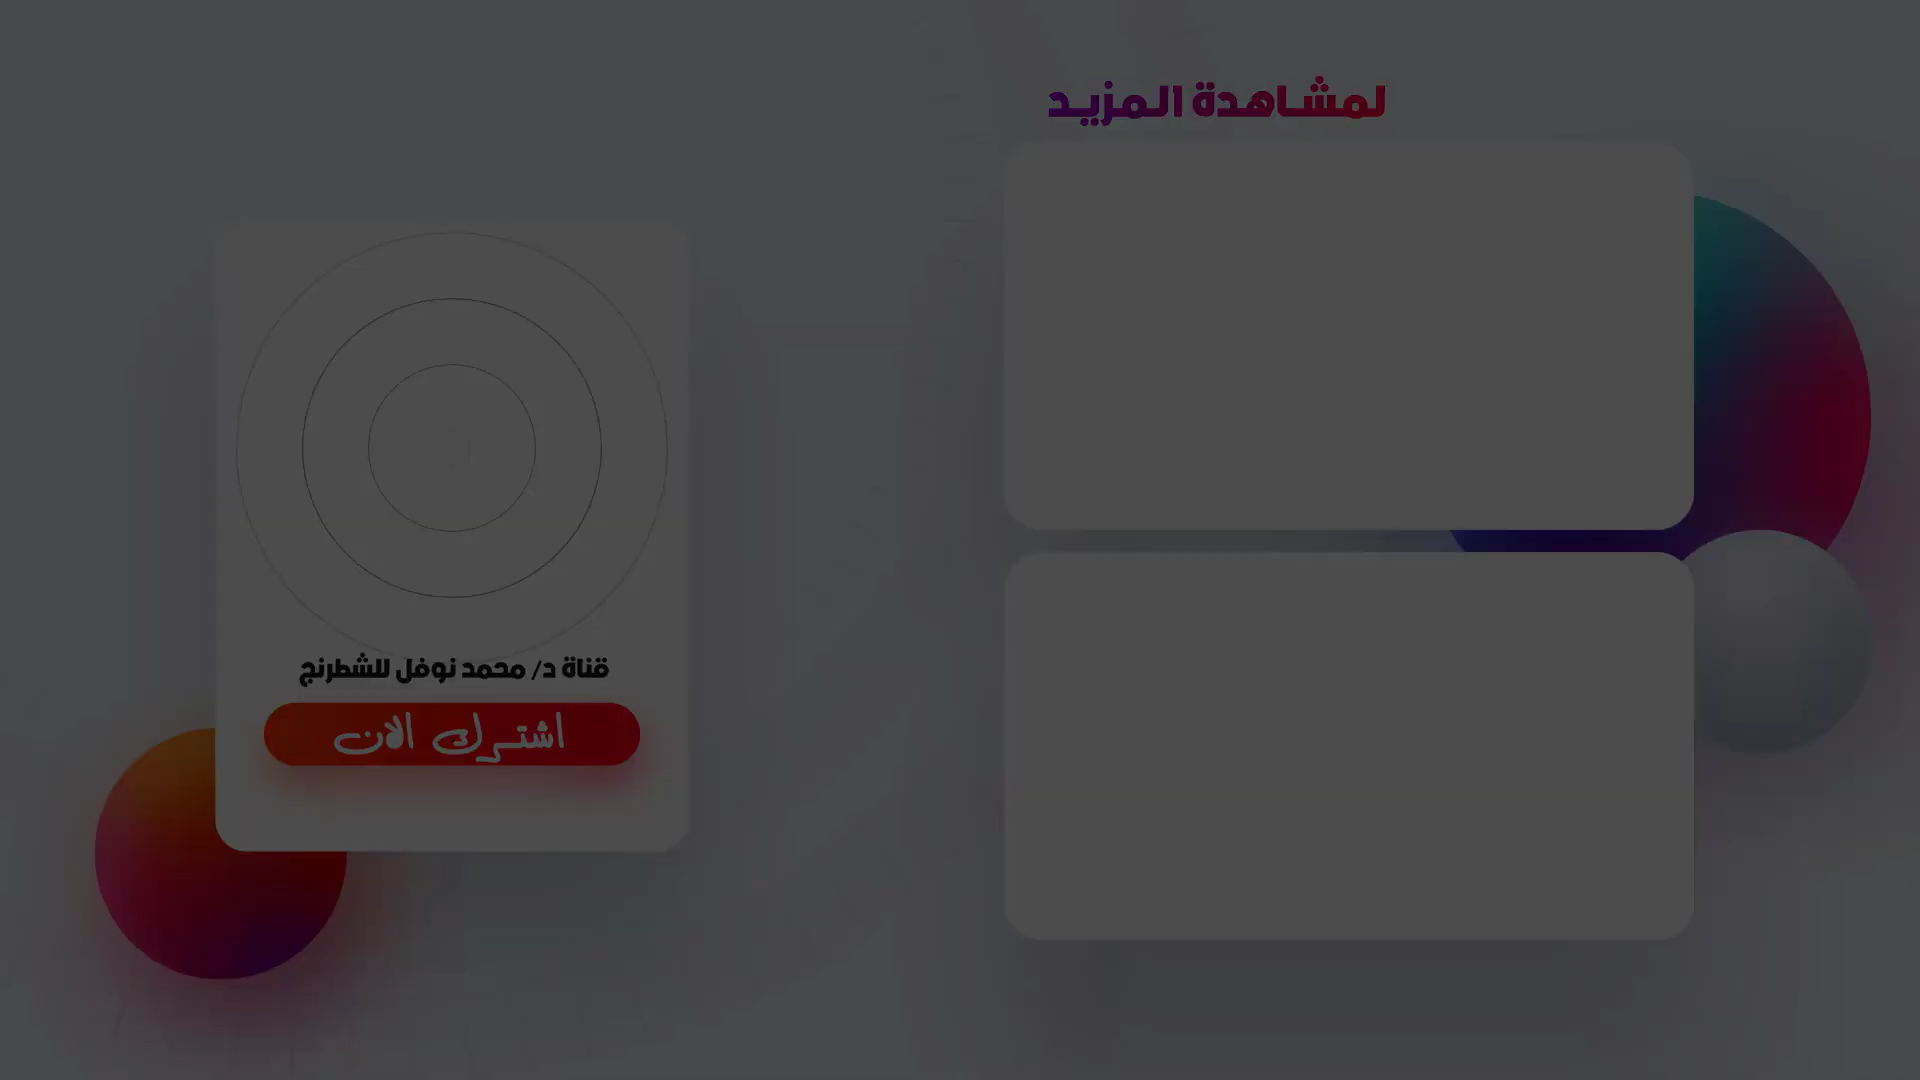 لمشاهدة المزيد
قناة د/ محمد نوفل للشطرنج
اشترك الان